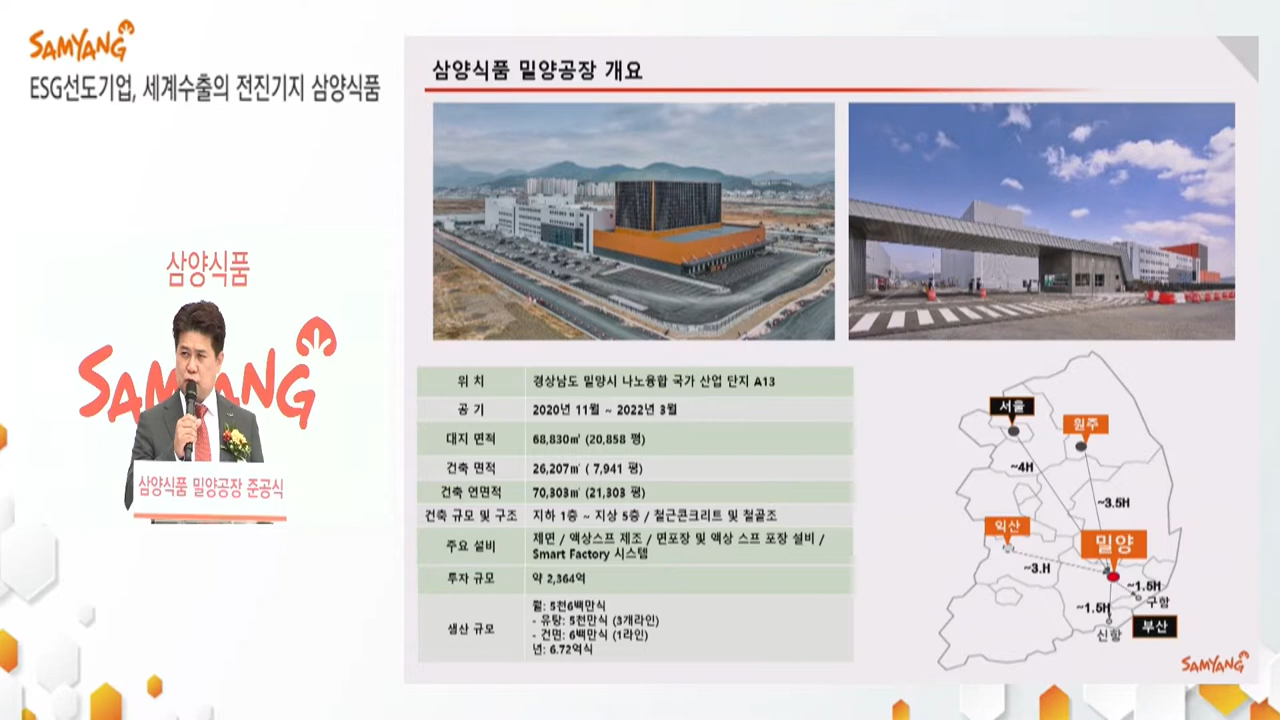 SAMYANG
ESG선도기업, 세계수출의 전진기지 삼양식품
삼양식품
SAMYANG
삼양식품 밀양공장 준공식
삼양식품 밀양공장 개요
위 치 경상남도 밀양시 나노융합 국가 산업 단지 A13
공 기 2020년 11월 ~ 2022년 3월
대지 면적 68,830㎡ (20,858 평)
건축 면적 26,207㎡ ( 7,941 평)
건축 연면적 70,303㎡ (21,303 평)
건축 규모 및 구조 지하 1층 ~ 지상 5층 / 철근콘크리트 및 철골조
주요 설비 제면 / 액상스프 제조 / 면포장 및 액상 스프 포장 설비 /
Smart Factory 시스템
투자 규모 약 2,364억
생산 규모
월: 5천6백만식
- 유탕: 5천만식 (3개라인)
- 건면: 6백만식 (1라인)
년: 6.72억식
서울
원주
~4H
~3.5H
익산
밀양
~3.H
~1.5H
구항
~1.5H
신항
부산
SAMYANG